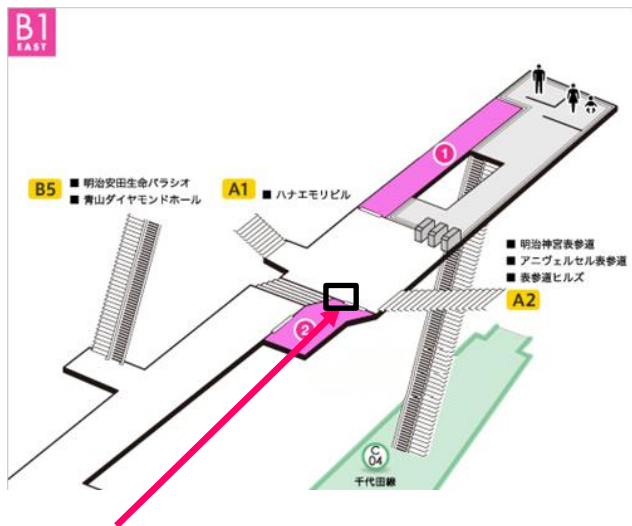 B1
EAST
1
B5
■ 明治安田生命パラシオ
■ 青山ダイヤモンドホール
A1
■ ハナエモリビル
■ 明治神宮表参道
■ アニヴェルセル表参道
■ 表参道ヒルズ
A2
2
C
04
千代田線